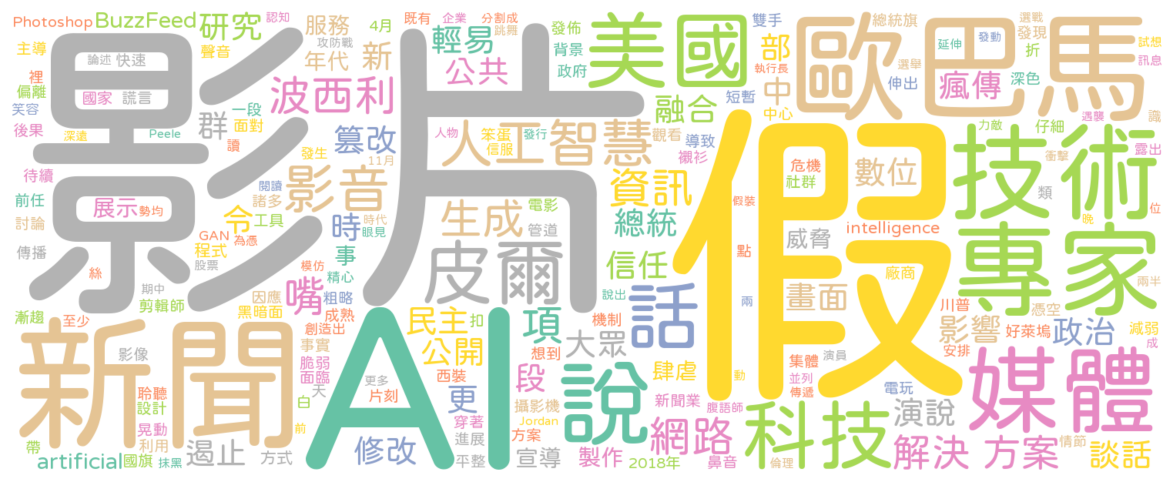 Photoshop
BuzzFeed
研究
認知
服務
4月
既有
企業
分割成
跳腾
發佈
雙手
總統旗
選戰
試想
主導
論述
快速
聲音
攻防戰
年代
新
輕易
背景
美國
部
折
發現
延伸
發動
訊息
裡
偏離
國家
謊言
波西利
公共
政府
執行長
歐巴馬
選舉
瘋傳
笑容
後果
深遠
Peele
群
一段
面對
篡改
人物
笨蛋
信服
發行
融合
觀看
短暫
導致
中
中心
伸出
深色
力敵
仔細
遇襲
識
讀
發生
11月
人工智慧
襯衫
待續
影片
影音
資訊
危機
社群
數位
類
衝擊
露出
技術
前任
展示
勢均
閱讀
諸多
令
工具
時
生成
電影
管道
總統
假裝
假
位
晚
討論
GAN
為憑
時代
眼見
事
皮爾
威脅
intelligence
專家
傳播
程式
股票
模仿
精心
信任
點
廠商
絲
期中
因應
黑暗面
嘴
粗略
成熟
說出
話
兩
畫面
川普
憑空
兩半
漸趨
至少
剪輯師
創造出
民主
扣
項
機制
影響
好萊塢
政治
減弱
成
新聞
影像
事實
脆弱
面臨
公開
想到
大眾
集體
演員
安排
媒體
AI
西裝
段
說
肆虐
動
並列
傳遞
電玩
聆聽
設計
天
更多
片刻
更
新聞業
腹語師
演說
白
穿著
攝影機
Jordan
科技
晃動
帶
利用
前
進展
方案
網路
情節
artificial
國旗
抹黑
遏止
方式
修改
平整
宣導
製作
2018年
鼻音
倫理
解決方案
談話